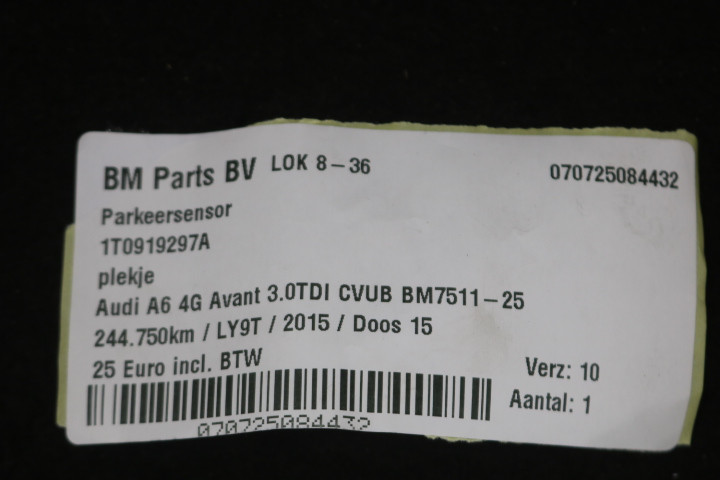 BM Parts BV LOK 8-36 070725084432
Parkeersensor
1T0919297A
plekje
Audi A6 4G Avant 3.0TDI CVUB BM7511-25
244.750km / LY9T / 2015 / Doos 15
25 Euro incl. BTW Verz: 10
Aantal: 1
070725084432